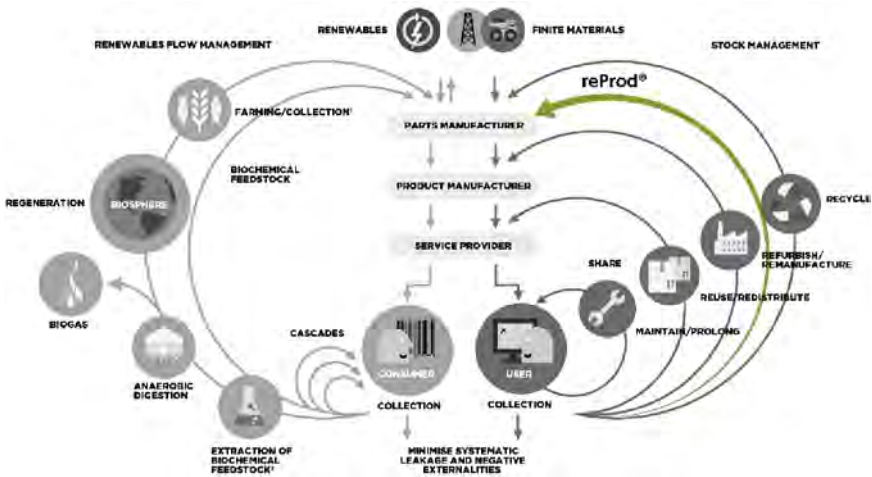 RENEWABLES
FINITE MATERIALS
RENEWABLES FLOW MANAGEMENT
STOCK MANAGEMENT
reProd®
FARMING/COLLECTION¹
PARTS MANUFACTURER
BIOCHEMICAL
FEEDSTOCK
PRODUCT MANUFACTURER
REGENERATION
BIOSPHERE
RECYCLE
SERVICE PROVIDER
SHARE
REFURBISH/
REMANUFACTURE
REUSE/REDISTRIBUTE
BIOGAS
CASCADES
MAINTAIN/PROLONG
CONSUMER
USER
ANAEROBIC
DIGESTION
COLLECTION
COLLECTION
EXTRACTION OF
BIOCHEMICAL
FEEDSTOCK²
MINIMISE SYSTEMATIC
LEAKAGE AND NEGATIVE
EXTERNALITIES